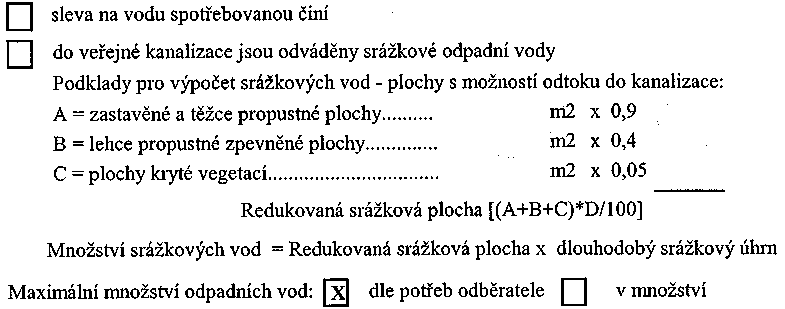 ☐ sleva na vodu spotřebovanou činí
☐ do veřejné kanalizace jsou odváděny srážkové odpadní vody
Podklady pro výpočet srážkových vod - plochy s možností odtoku do kanalizace:
A = zastavěné a těžce propustné plochy.......... m2 x 0,9
B = lehce propustné zpevněné plochy.............. m2 x 0,4
C = plochy kryté vegetací................................. m2 x 0,05
Redukovaná srážková plocha [(A+B+C)*D/100]
Množství srážkových vod = Redukovaná srážková plocha x dlouhodobý srážkový úhrn
Maximální množství odpadních vod: [X] dle potřeb odběratele ☐ v množství